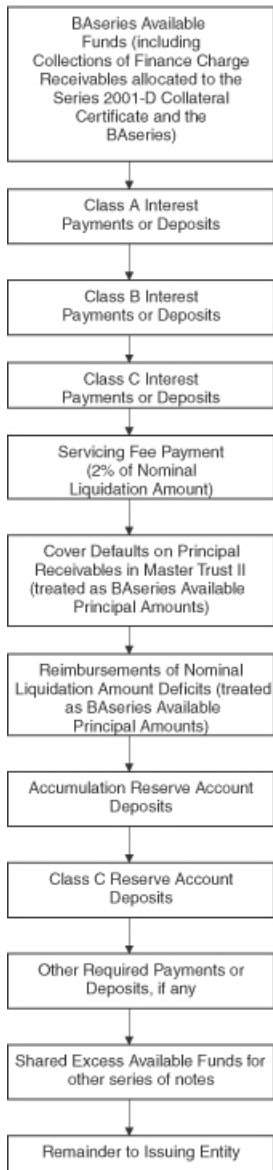 BAseries Available
Funds (including
Collections of Finance Charge
Receivables allocated to the
Series 2001-D Collateral
Certificate and the
BAseries)
Class A Interest
Payments or Deposits
Class B Interest
Payments or Deposits
Class C Interest
Payments or Deposits
Servicing Fee Payment
(2% of Nominal
Liquidation Amount)
Cover Defaults on Principal
Receivables in Master Trust II
(treated as BAseries Available
Principal Amounts)
Reimbursements of Nominal
Liquidation Amount Deficits (treated
as BAseries Available
Principal Amounts)
Accumulation Reserve Account
Deposits
Class C Reserve Account
Deposits
Other Required Payments or
Deposits, if any
Shared Excess Available Funds for
other series of notes
Remainder to Issuing Entity